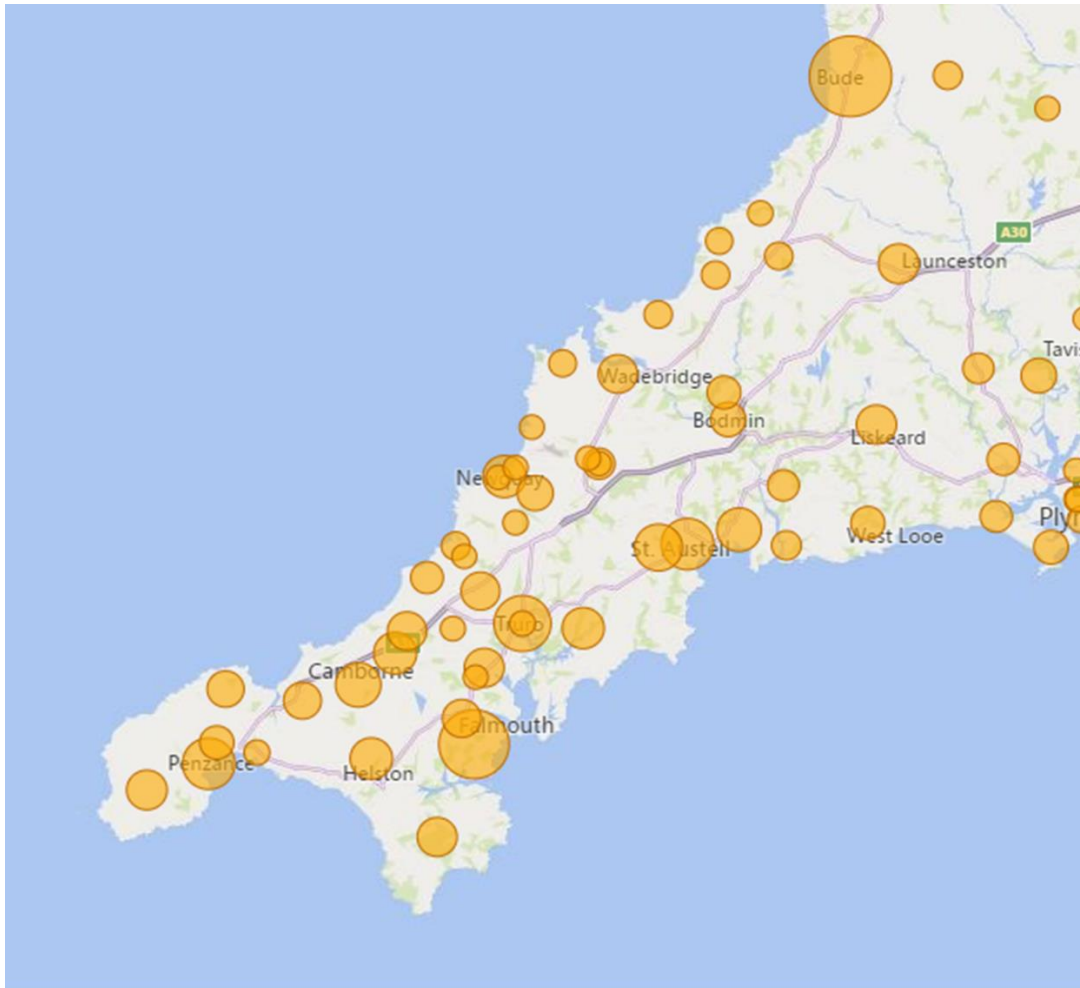 Bude
A30
Launceston
Wadebridge
Bodmin
Liskeard
Newquay
West Looe
St. Austell
Truro
Camborne
Falmouth
Penzance
Helston